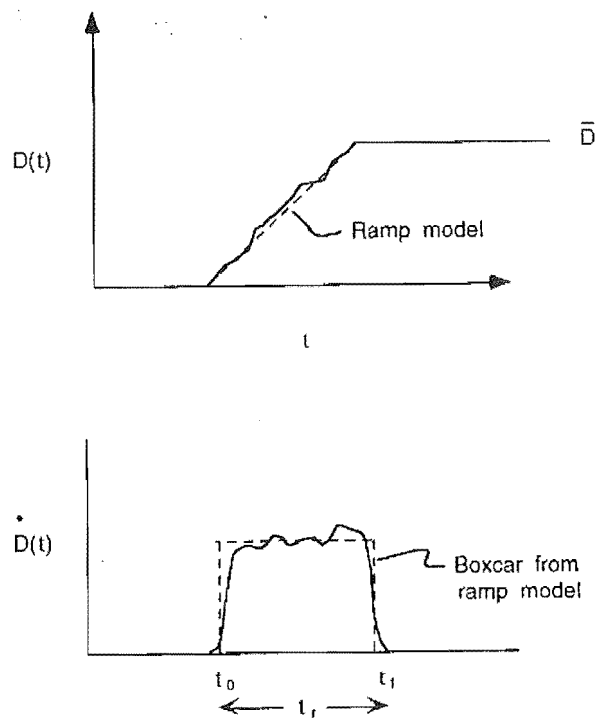 D̄
D(t)
Ramp model
t
Ḋ(t)
Boxcar from
ramp model
t₀
t₁
tᵣ